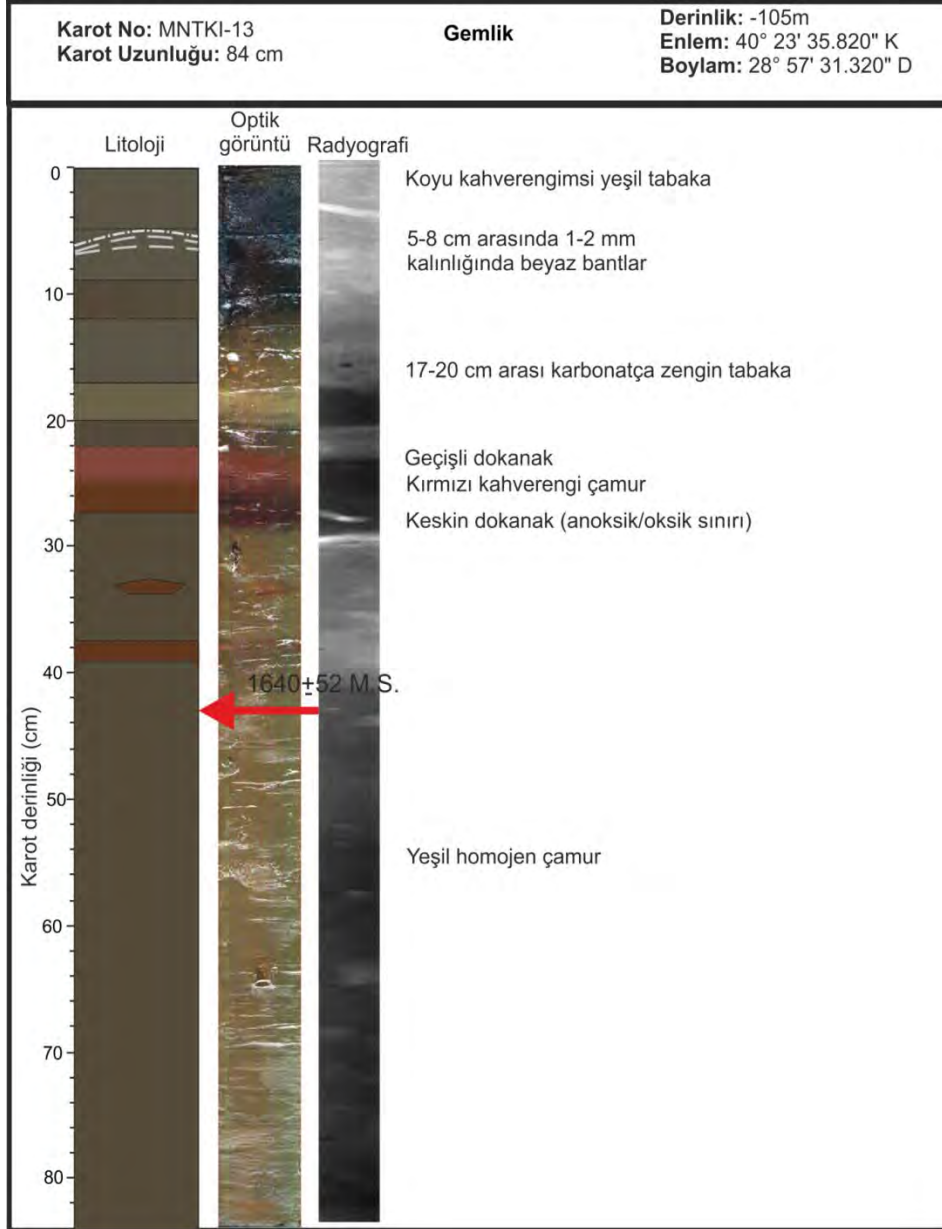 Karot No: MNTKI-13
Karot Uzunluğu: 84 cm
Gemlik
Derinlik: -105m
Enlem: 40° 23' 35.820" K
Boylam: 28° 57' 31.320" D
Litoloji
Optik
görüntü
Radyografi
Karot derinliği (cm)
0
10
20
30
40
50
60
70
80
Koyu kahverengimsi yeşil tabaka
5-8 cm arasında 1-2 mm
kalınlığında beyaz bantlar
17-20 cm arası karbonatça zengin tabaka
Geçişli dokanak
Kırmızı kahverengi çamur
Keskin dokanak (anoksik/oksik sınırı)
1640±52 M.S.
Yeşil homojen çamur